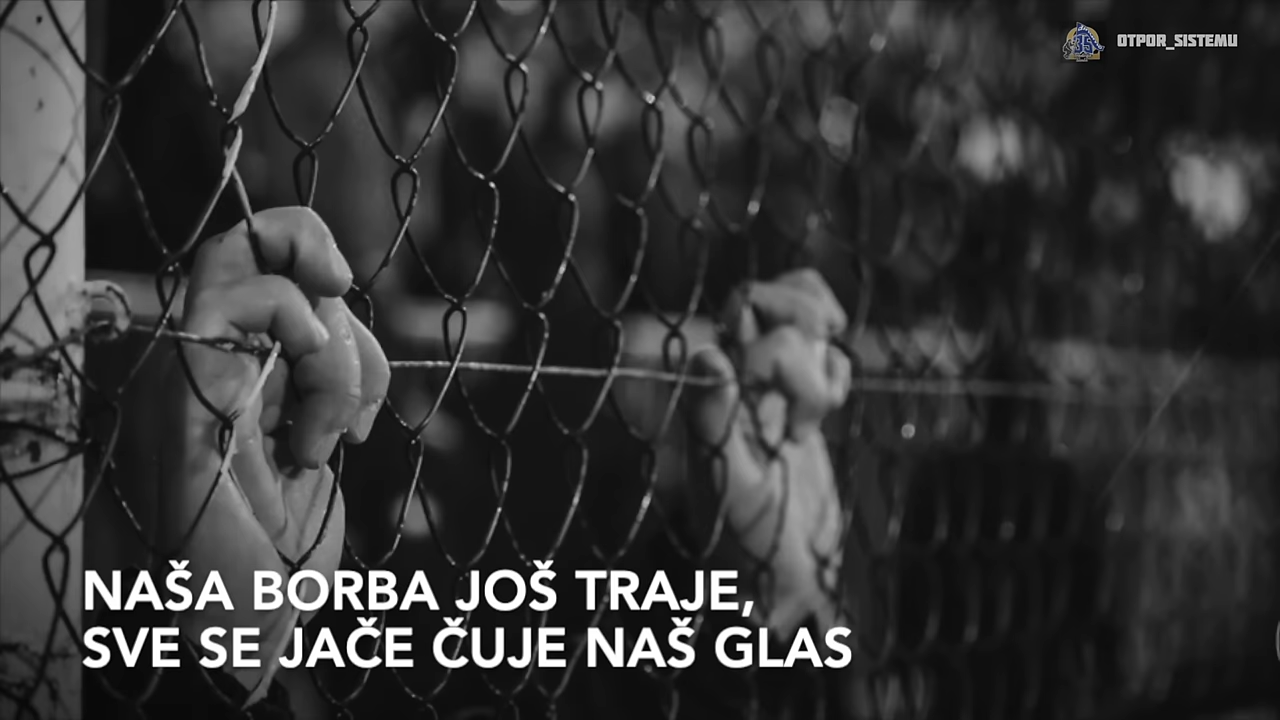 OTPOR_SISTEMU
NAŠA BORBA JOŠ TRAJE,
SVE SE JAČE ČUJE NAŠ GLAS